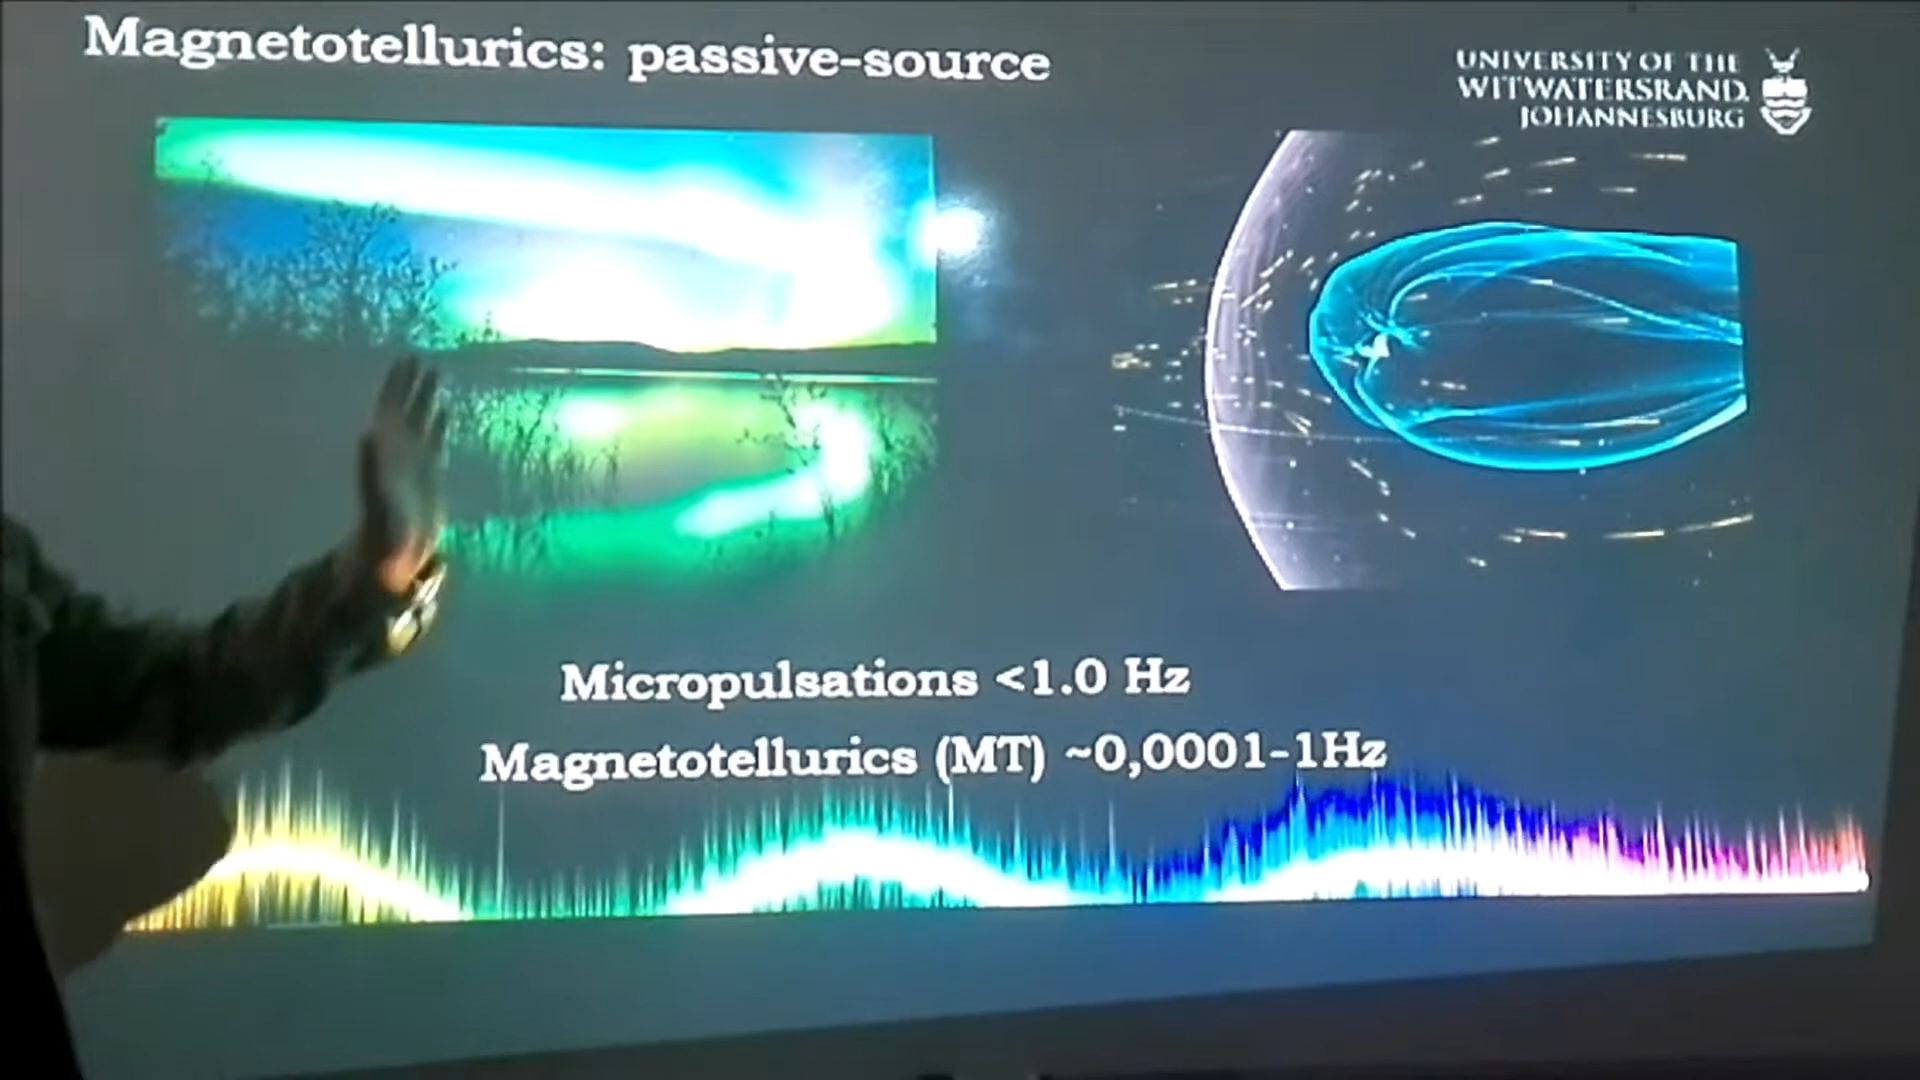 Magnetotellurics: passive-source
UNIVERSITY OF THE
WITWATERSRAND,
JOHANNESBURG
Micropulsations <1.0 Hz
Magnetotellurics (MT) ~0,0001-1Hz